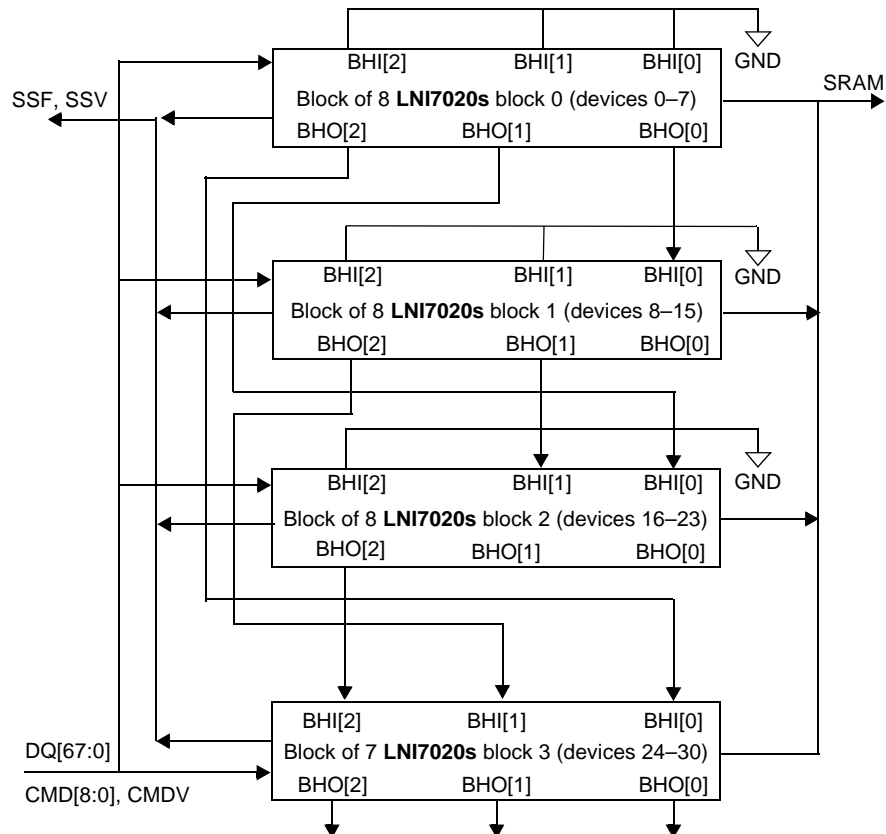 BHI[2] BHI[1] BHI[0] GND
SSF, SSV
Block of 8 LNI7020s block 0 (devices 0–7)
SRAM
BHO[2] BHO[1] BHO[0]
BHI[2] BHI[1] BHI[0] GND
Block of 8 LNI7020s block 1 (devices 8–15)
BHO[2] BHO[1] BHO[0]
BHI[2] BHI[1] BHI[0] GND
Block of 8 LNI7020s block 2 (devices 16–23)
BHO[2] BHO[1] BHO[0]
BHI[2] BHI[1] BHI[0]
DQ[67:0]
Block of 7 LNI7020s block 3 (devices 24–30)
CMD[8:0], CMDV
BHO[2] BHO[1] BHO[0]